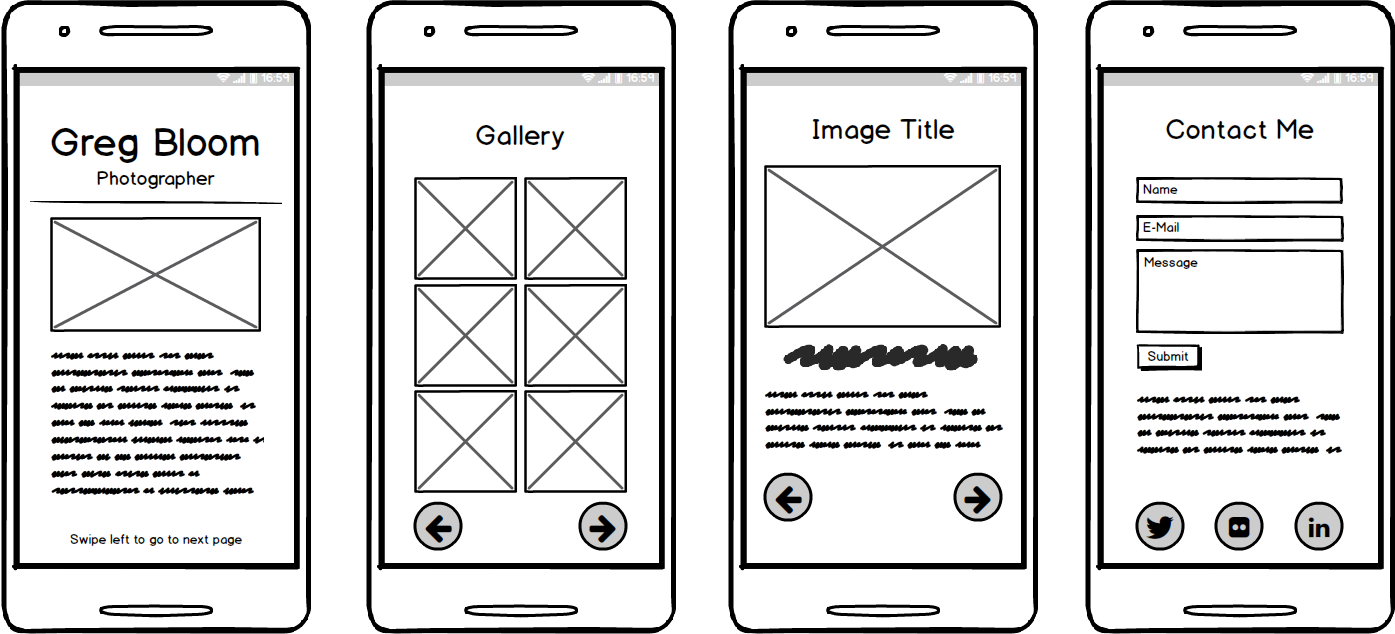 16:59
Greg Bloom
Photographer
Swipe left to go to next page
16:59
Gallery
16:59
Image Title
16:59
Contact Me
Name
E-Mail
Message
Submit
in